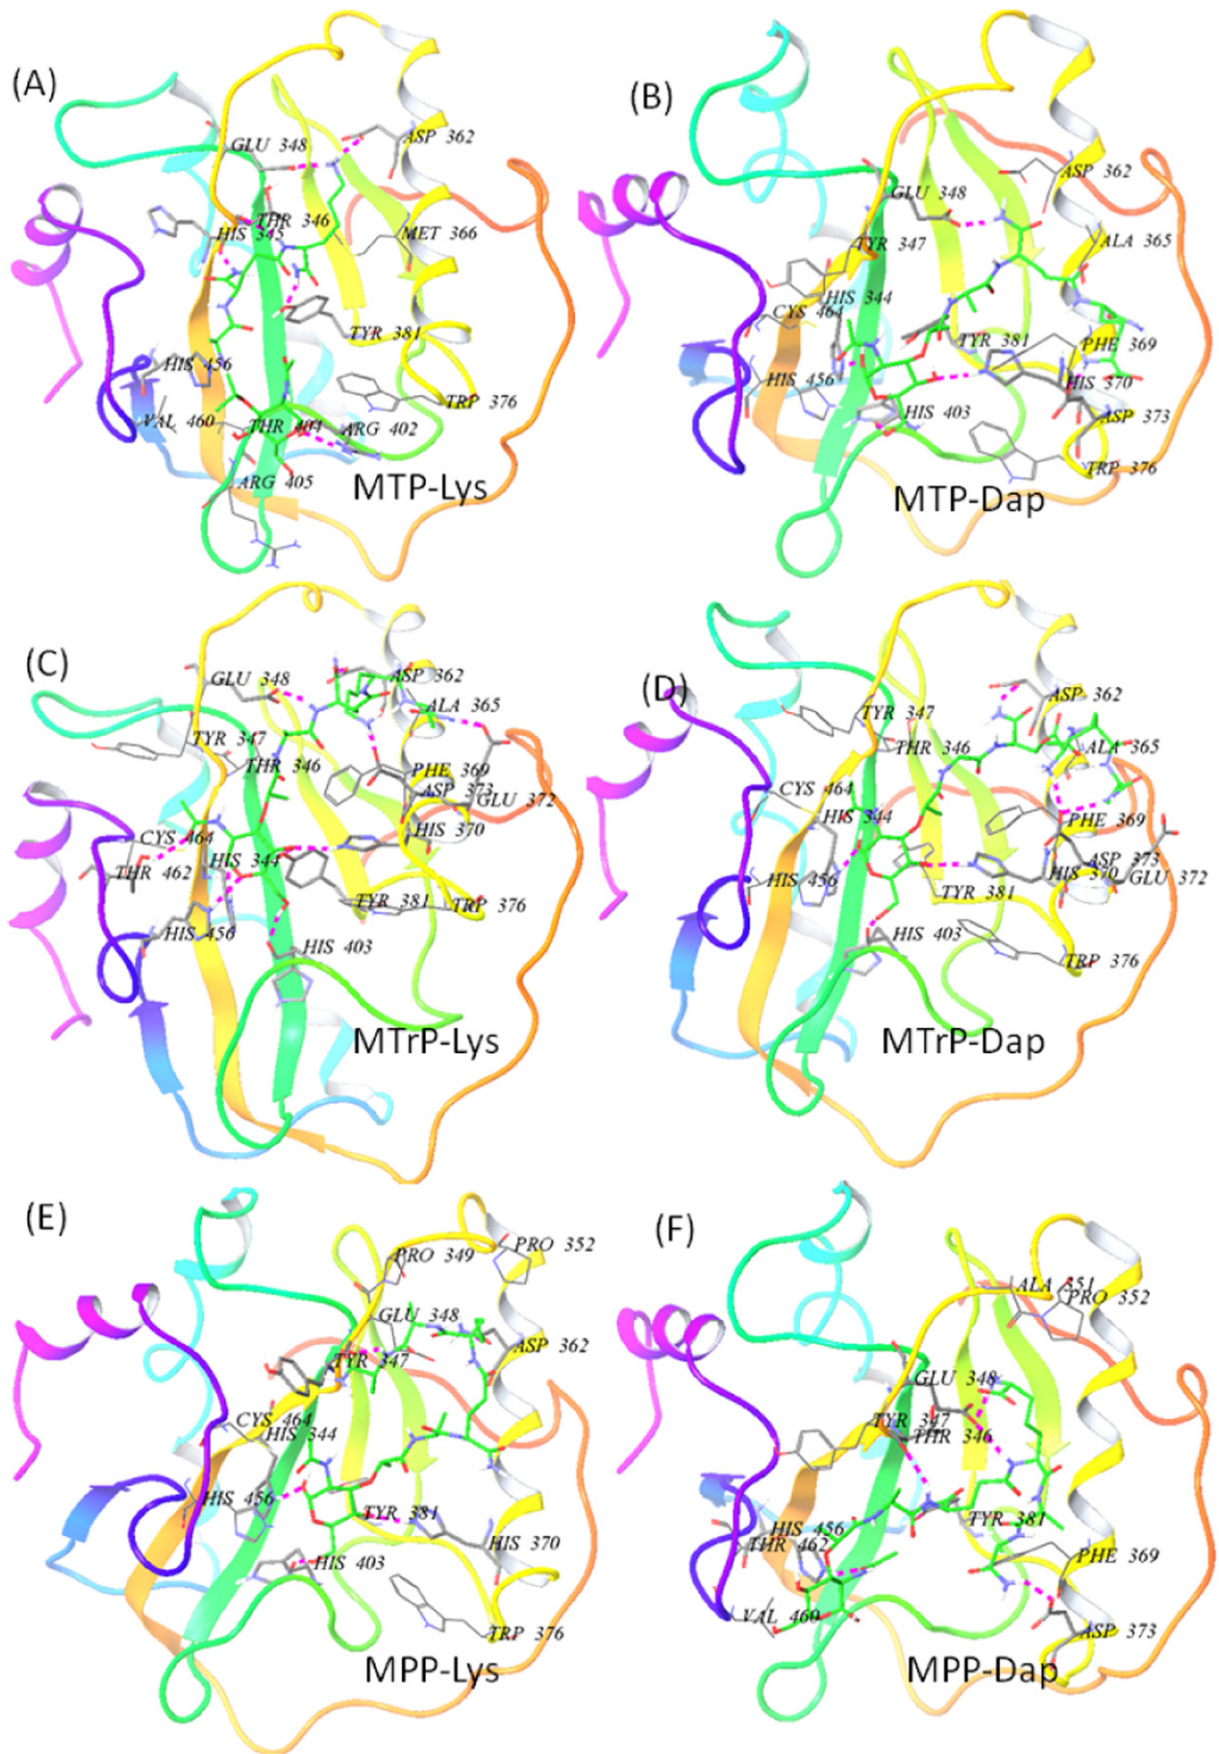 (A)
GLU 348
ASP 362
THR 346
HIS 345
MET 366
TYR 381
HIS 456
TRP 376
VAL 460
THR 404
ARG 402
ARG 405
MTP-Lys
(B)
ASP 362
GLU 348
TYR 347
ALA 365
HIS 344
CYS 464
TYR 381
PHE 369
HIS 456
HIS 370
HIS 403
ASP 373
TRP 376
MTP-Dap
(C)
GLU 348
ASP 362
ALA 365
TYR 347
THR 346
PHE 369
ASP 373
GLU 372
HIS 370
CYS 464
THR 462
HIS 344
TYR 381
TRP 376
HIS 456
HIS 403
MTrP-Lys
(D)
ASP 362
TYR 347
THR 346
ALA 365
CYS 464
HIS 344
PHE 369
ASP 373
HIS 370
GLU 372
HIS 456
TYR 381
HIS 403
TRP 376
MTrP-Dap
(E)
PRO 349
PRO 352
GLU 348
ASP 362
TYR 347
CYS 464
HIS 344
HIS 456
TYR 381
HIS 370
HIS 403
TRP 376
MPP-Lys
(F)
ALA 351
PRO 352
GLU 348
TYR 347
THR 346
TYR 381
HIS 456
THR 462
PHE 369
VAL 460
ASP 373
MPP-Dap